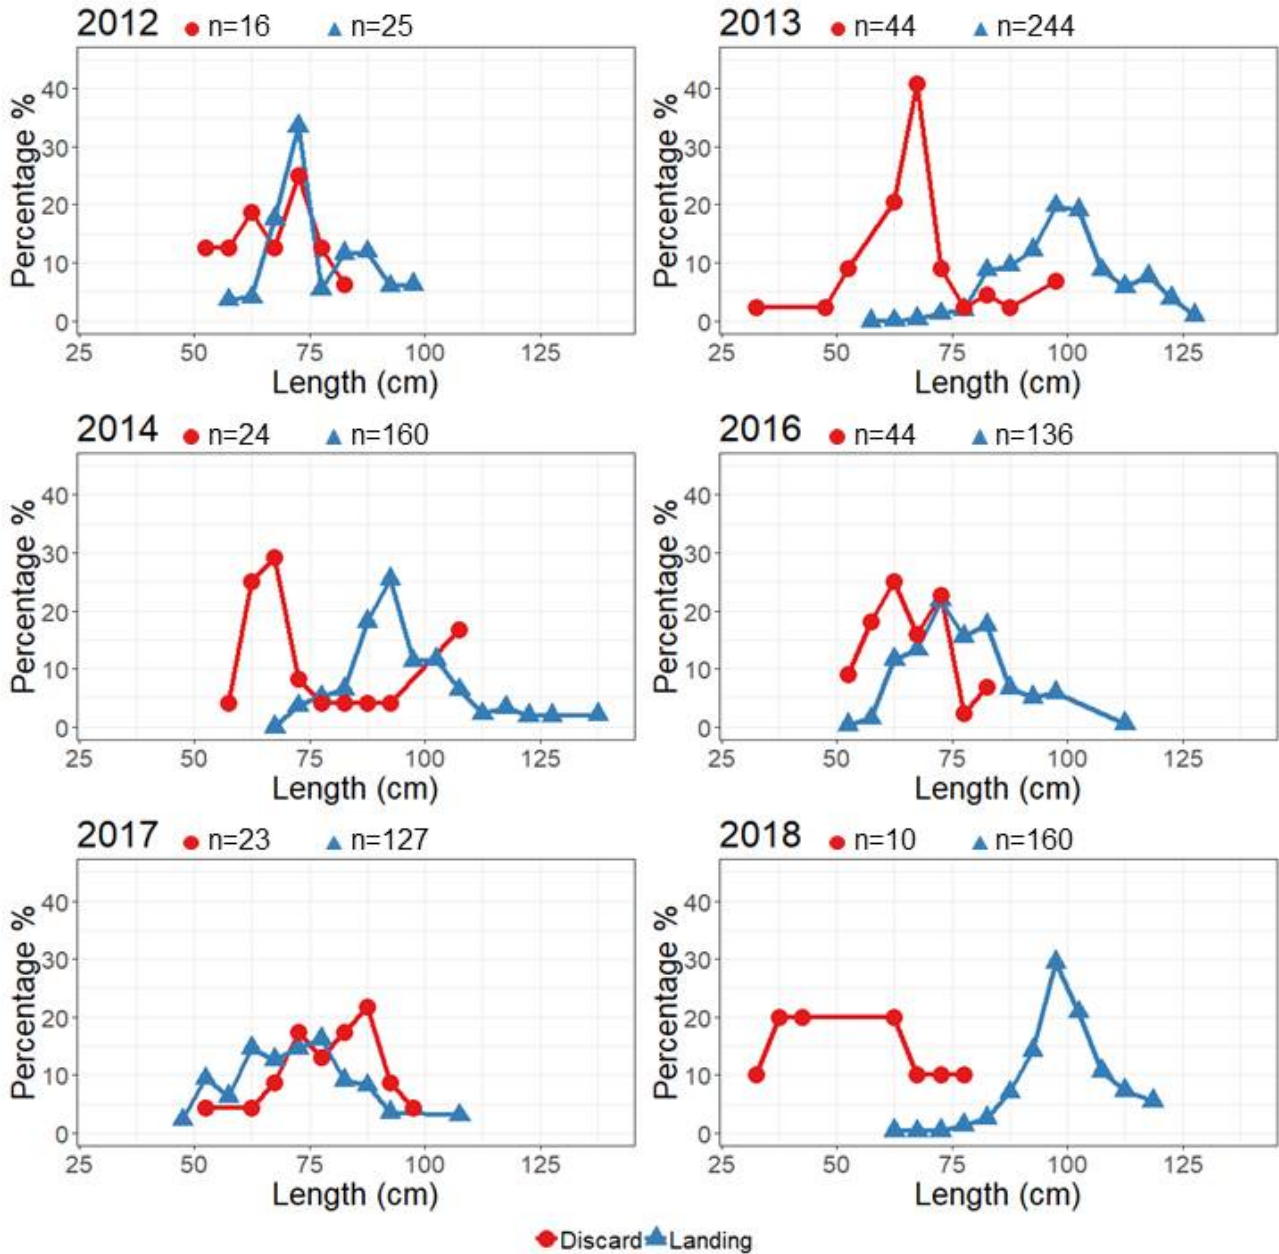 2012 n=16 n=25
Percentage %
40
30
20
10
0
25 50 75 100 125
Length (cm)
2013 n=44 n=244
Percentage %
40
30
20
10
0
25 50 75 100 125
Length (cm)
2014 n=24 n=160
Percentage %
40
30
20
10
0
25 50 75 100 125
Length (cm)
2016 n=44 n=136
Percentage %
40
30
20
10
0
25 50 75 100 125
Length (cm)
2017 n=23 n=127
Percentage %
40
30
20
10
0
25 50 75 100 125
Length (cm)
2018 n=10 n=160
Percentage %
40
30
20
10
0
25 50 75 100 125
Length (cm)
Discard Landing